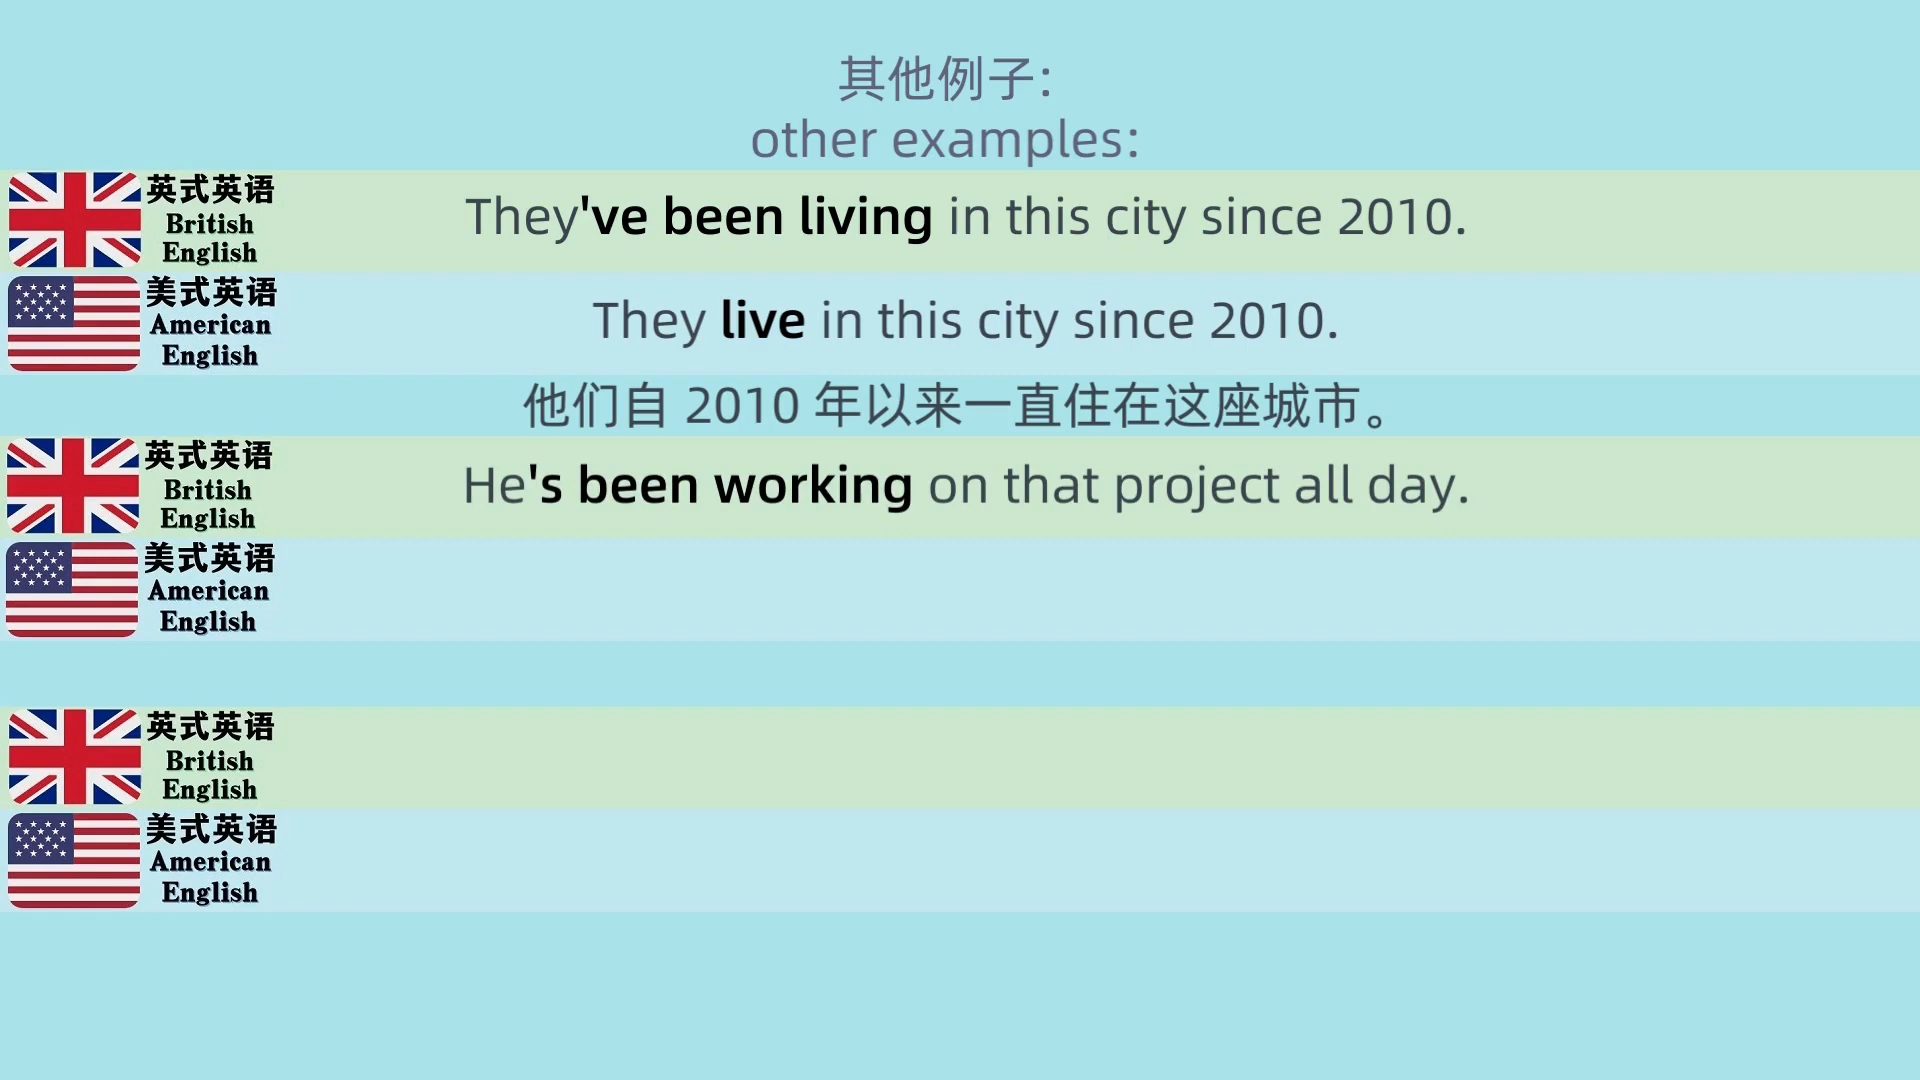 其他例子：
other examples:
英式英语
British
English
They've been living in this city since 2010.
美式英语
American
English
They live in this city since 2010.
他们自 2010 年以来一直住在这座城市。
英式英语
British
English
He's been working on that project all day.
美式英语
American
English
英式英语
British
English
美式英语
American
English